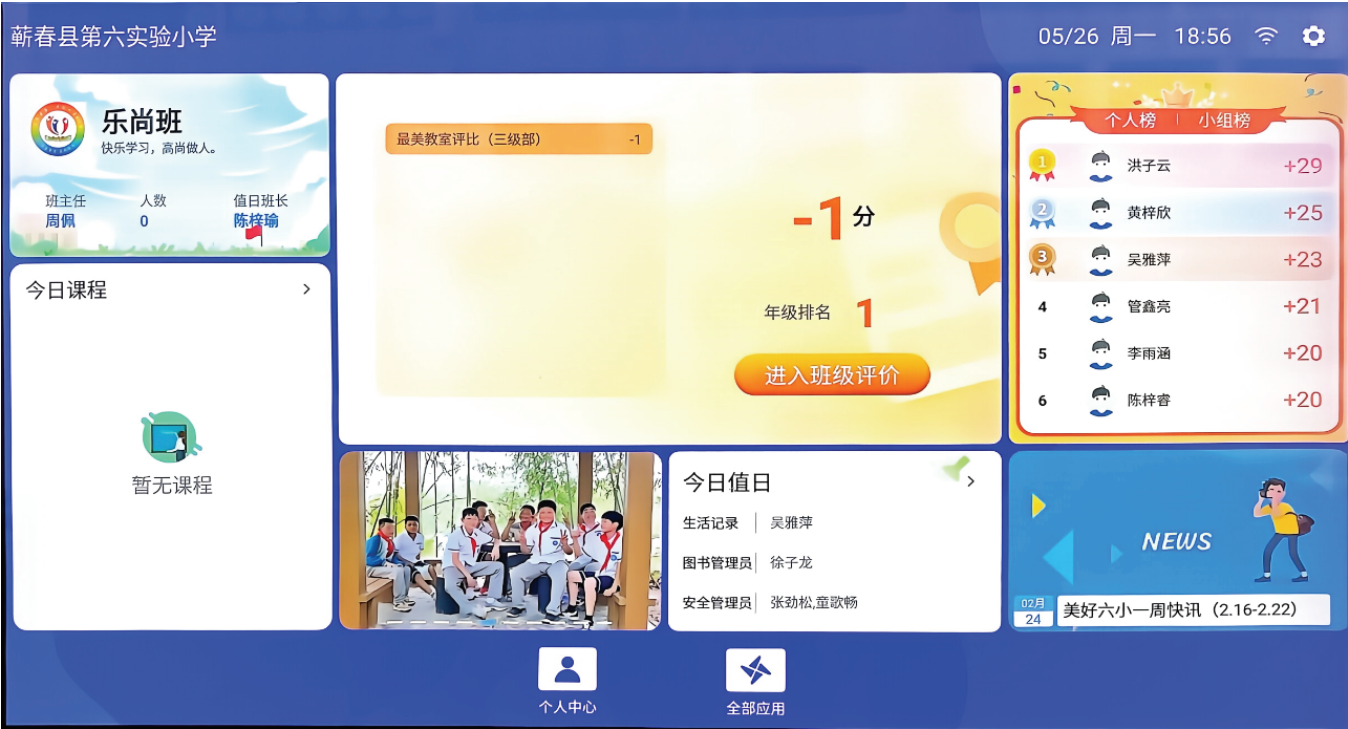 蕲春县第六实验小学
05/26 周一 18:56
乐尚班
快乐学习，高尚做人。
班主任 人数 值日班长
周佩 0 陈梓瑜
今日课程
暂无课程
最美教室评比（三级部） -1
-1分
年级排名 1
进入班级评价
个人榜 小组榜
1 洪子云 +29
2 黄梓欣 +25
3 吴雅萍 +23
4 管鑫亮 +21
5 李雨涵 +20
6 陈梓睿 +20
今日值日
生活记录 吴雅萍
图书管理员 徐子龙
安全管理员 张劲松,童歌畅
NEWS
02月
24
美好六小一周快讯（2.16-2.22）
个人中心
全部应用